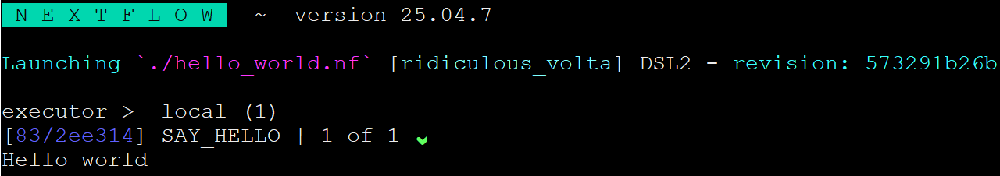 N E X T F L O W ~ version 25.04.7
Launching `./hello_world.nf` [ridiculous_volta] DSL2 - revision: 573291b26b
executor > local (1)
[83/2ee314] SAY_HELLO | 1 of 1 ✔
Hello world